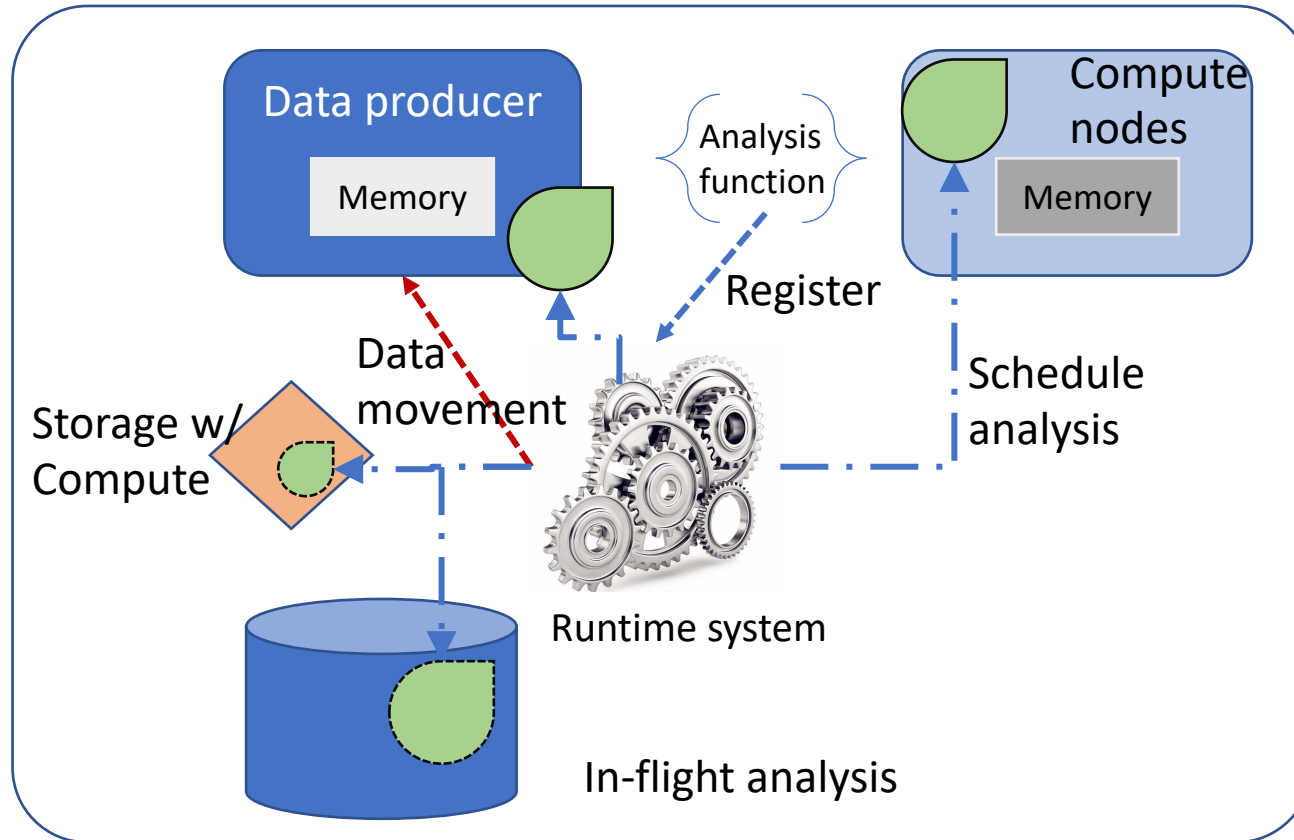 Data producer
Memory
Analysis
function
Compute
nodes
Memory
Register
Data
movement
Schedule
analysis
Storage w/
Compute
Runtime system
In-flight analysis